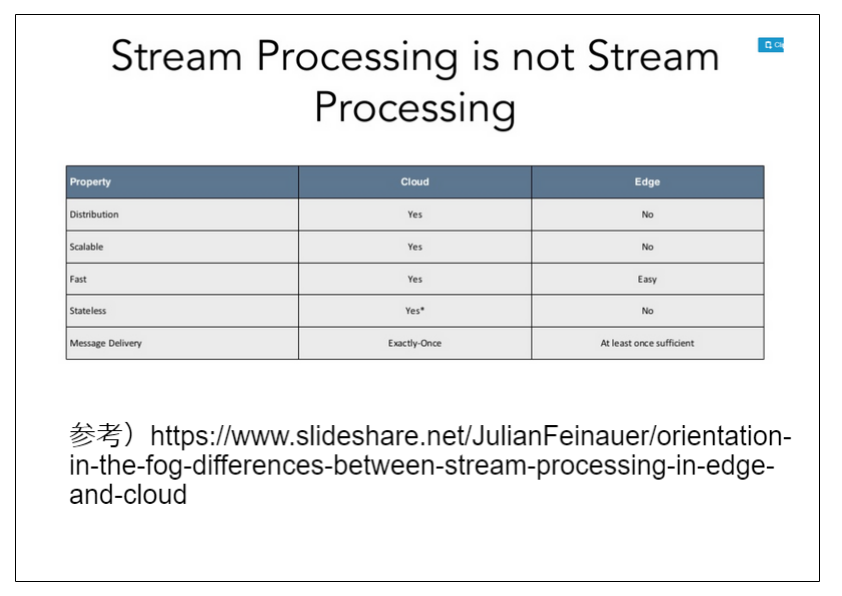 Stream Processing is not Stream
Processing
Property Cloud Edge
Distribution Yes No
Scalable Yes No
Fast Yes Easy
Stateless Yes* No
Message Delivery Exactly-Once At least once sufficient
参考）https://www.slideshare.net/JulianFeinauer/orientation-
in-the-fog-differences-between-stream-processing-in-edge-
and-cloud